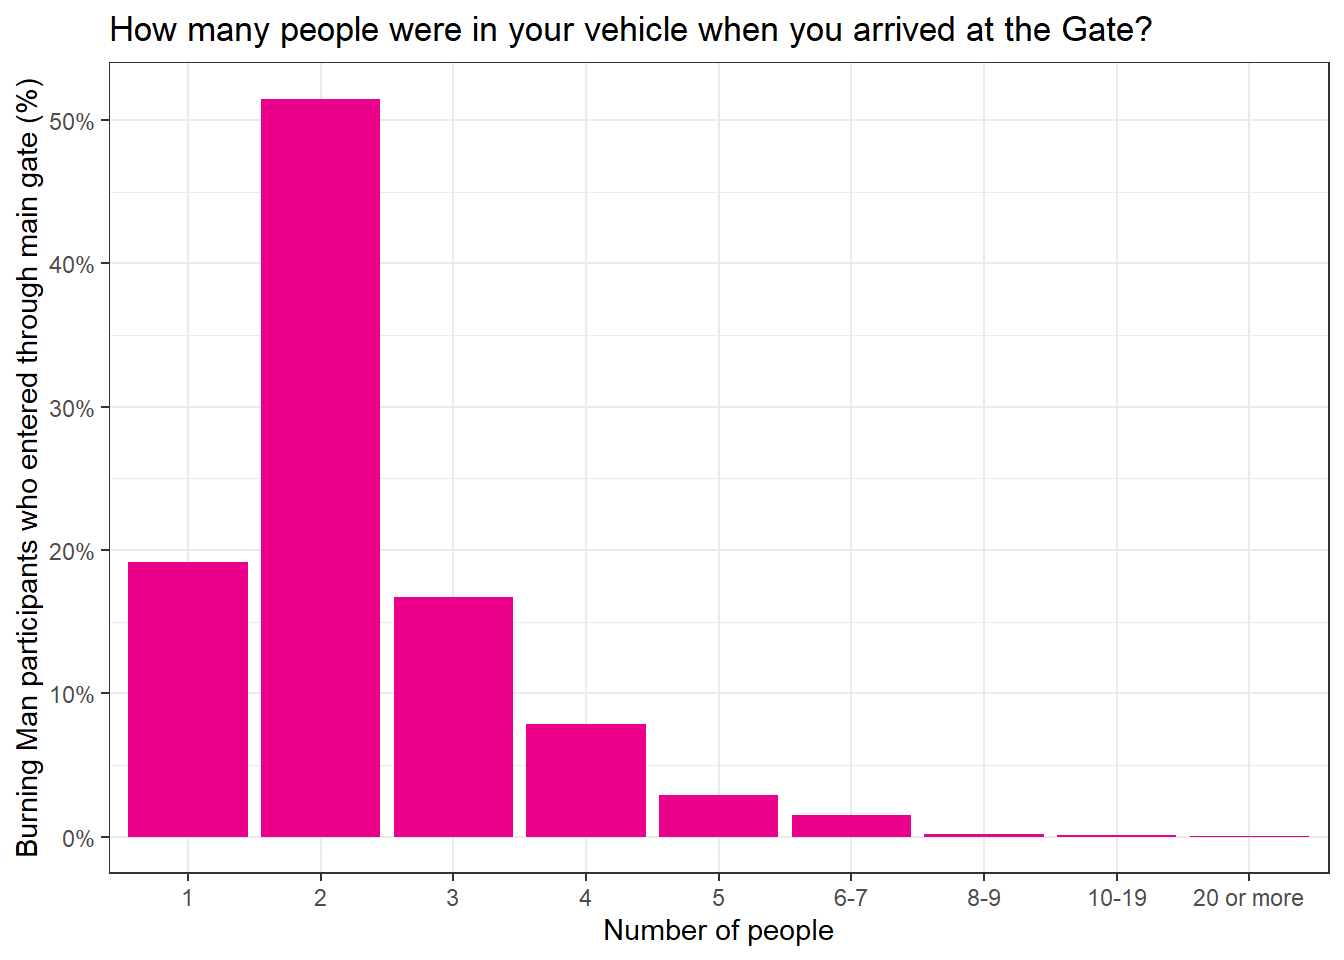 How many people were in your vehicle when you arrived at the Gate?
Burning Man participants who entered through main gate (%)
50%
40%
30%
20%
10%
0%
1 2 3 4 5 6-7 8-9 10-19 20 or more
Number of people